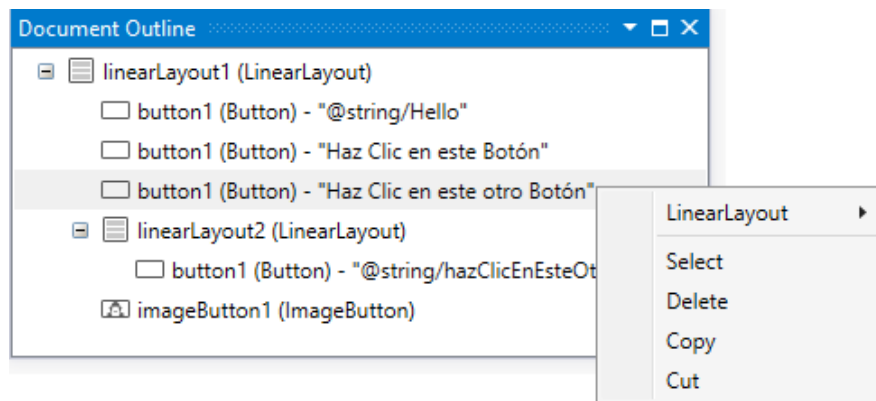 Document Outline
linearLayout1 (LinearLayout)
button1 (Button) - "@string/Hello"
button1 (Button) - "Haz Clic en este Botón"
button1 (Button) - "Haz Clic en este otro Botón"
linearLayout2 (LinearLayout)
button1 (Button) - "@string/hazClicEnEsteOt
imageButton1 (ImageButton)
LinearLayout
Select
Delete
Copy
Cut